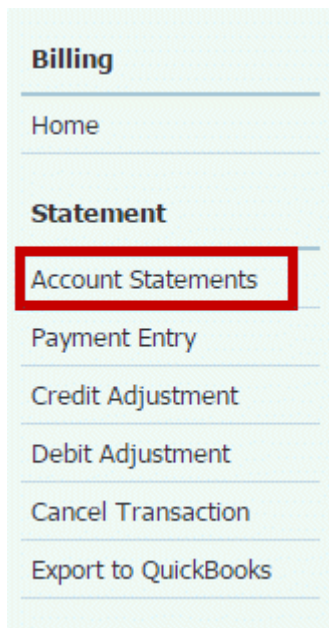 Billing
Home
Statement
Account Statements
Payment Entry
Credit Adjustment
Debit Adjustment
Cancel Transaction
Export to QuickBooks